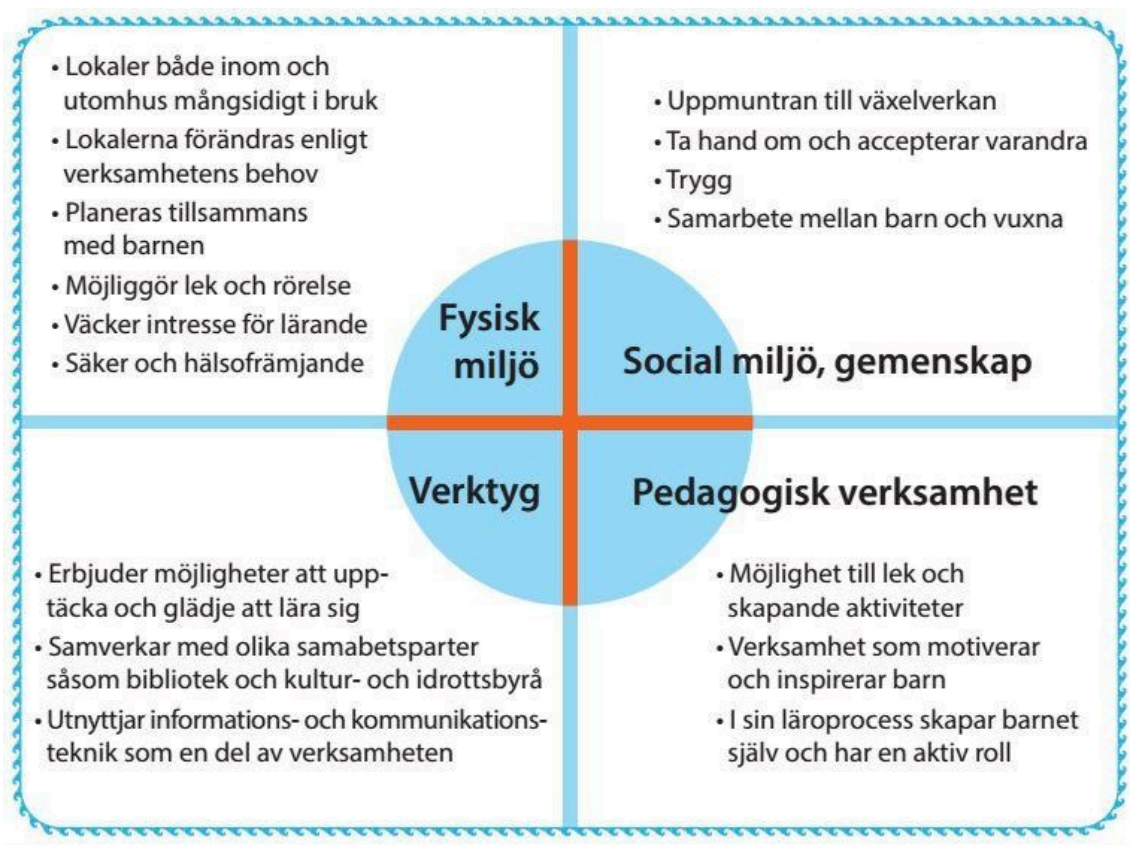 • Lokaler både inom och
utomhus mångsidigt i bruk
• Lokalerna förändras enligt
verksamhetens behov
• Planeras tillsammans
med barnen
• Möjliggör lek och rörelse
• Väcker intresse för lärande
• Säker och hälsofrämjande
Fysisk
miljö
• Uppmuntran till växelverkan
• Ta hand om och accepterar varandra
• Trygg
• Samarbete mellan barn och vuxna
Social miljö, gemenskap
Verktyg
• Erbjuder möjligheter att upp-
täcka och glädje att lära sig
• Samverkar med olika samabetsparter
såsom bibliotek och kultur- och idrottsbyrå
• Utnyttjar informations- och kommunikations-
teknik som en del av verksamheten
Pedagogisk verksamhet
• Möjlighet till lek och
skapande aktiviteter
• Verksamhet som motiverar
och inspirerar barn
• I sin läroprocess skapar barnet
själv och har en aktiv roll